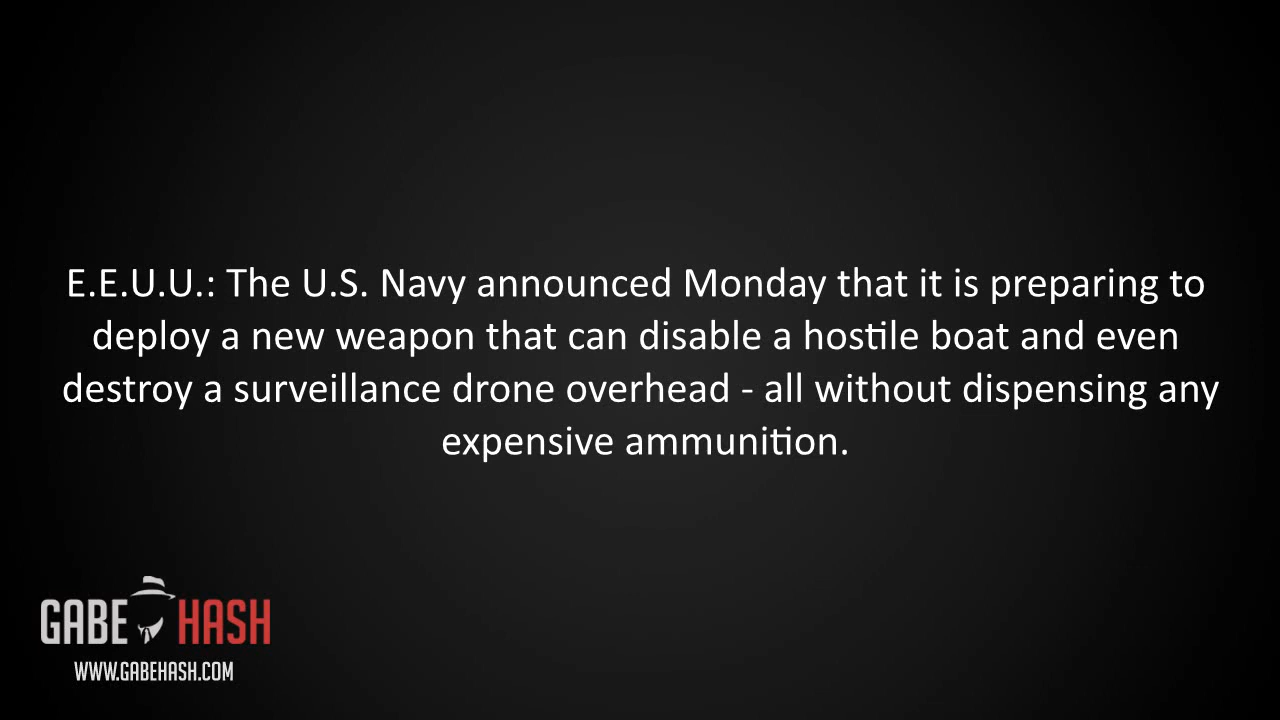 E.E.U.U.: The U.S. Navy announced Monday that it is preparing to
deploy a new weapon that can disable a hostile boat and even
destroy a surveillance drone overhead - all without dispensing any
expensive ammunition.
GABE HASH
WWW.GABEHASH.COM